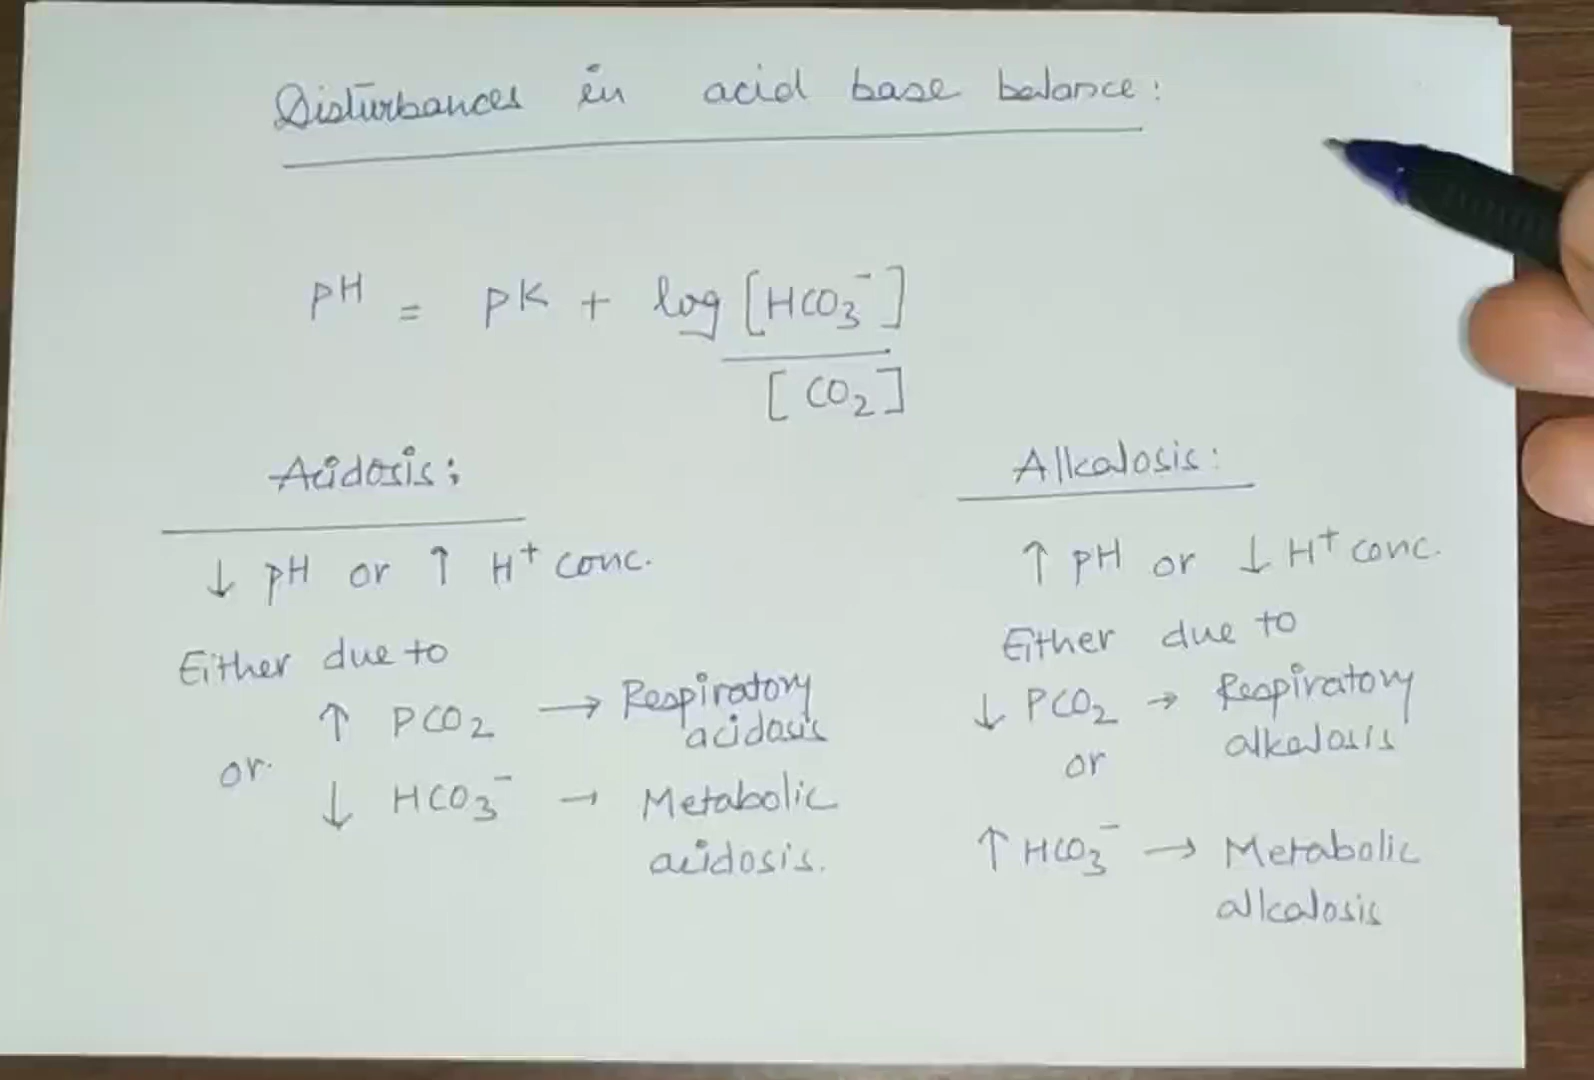 Disturbances in acid base balance:
pH = pK + log [HCO3-]
[CO2]
Acidosis:
↓ pH or ↑ H+ conc.
Either due to
↑ PCO2 → Respiratory
acidosis
or
↓ HCO3- → Metabolic
acidosis.
Alkalosis:
↑ pH or ↓ H+ conc.
Either due to
↓ PCO2 → Respiratory
alkalosis
or
↑ HCO3- → Metabolic
alkalosis